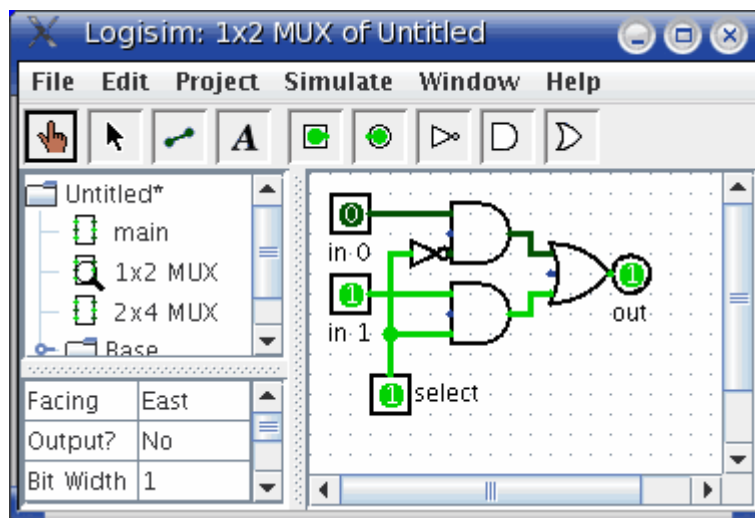 Logisim: 1x2 MUX of Untitled
File Edit Project Simulate Window Help
A
Untitled*
main
1x2 MUX
2x4 MUX
Base
Facing East
Output? No
Bit Width 1
0
in 0
1
in 1
1 select
1
out